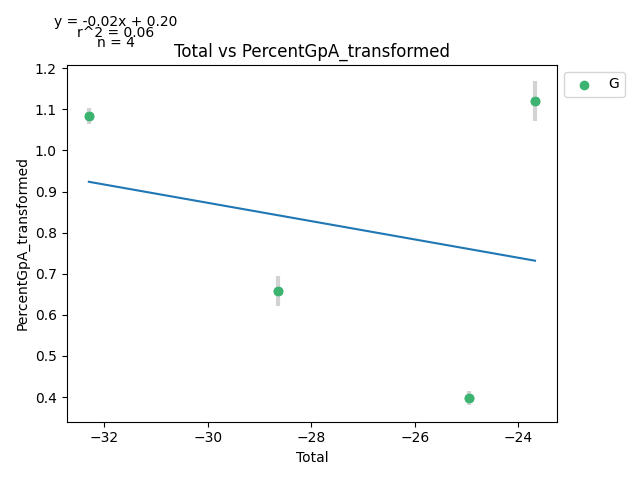 y = -0.02x + 0.20
r^2 = 0.06
n = 4
Total vs PercentGpA_transformed
G
PercentGpA_transformed
1.2
1.1
1.0
0.9
0.8
0.7
0.6
0.5
0.4
−32 −30 −28 −26 −24
Total